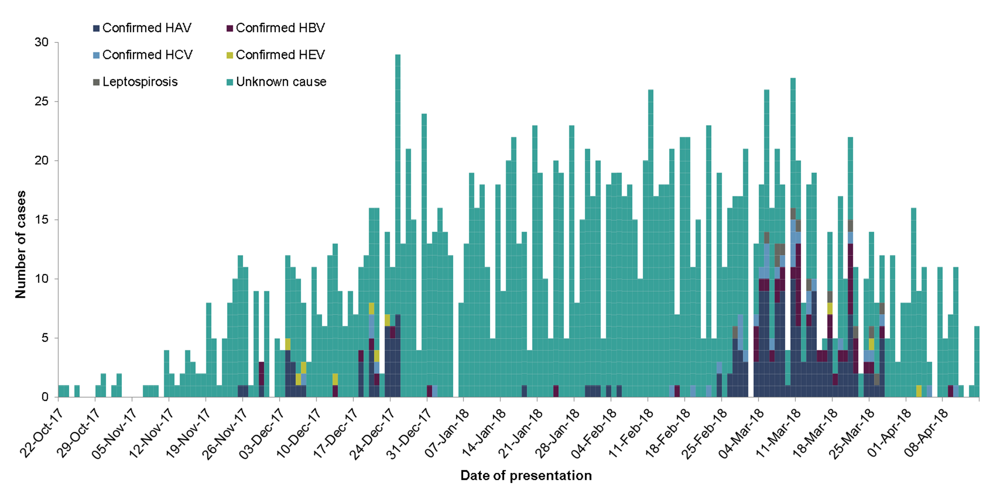 Confirmed HAV
Confirmed HBV
Confirmed HCV
Confirmed HEV
Leptospirosis
Unknown cause
30
25
20
15
10
5
0
Number of cases
22-Oct-17
29-Oct-17
05-Nov-17
12-Nov-17
19-Nov-17
26-Nov-17
03-Dec-17
10-Dec-17
17-Dec-17
24-Dec-17
31-Dec-17
07-Jan-18
14-Jan-18
21-Jan-18
28-Jan-18
04-Feb-18
11-Feb-18
18-Feb-18
25-Feb-18
04-Mar-18
11-Mar-18
18-Mar-18
25-Mar-18
01-Apr-18
08-Apr-18
Date of presentation